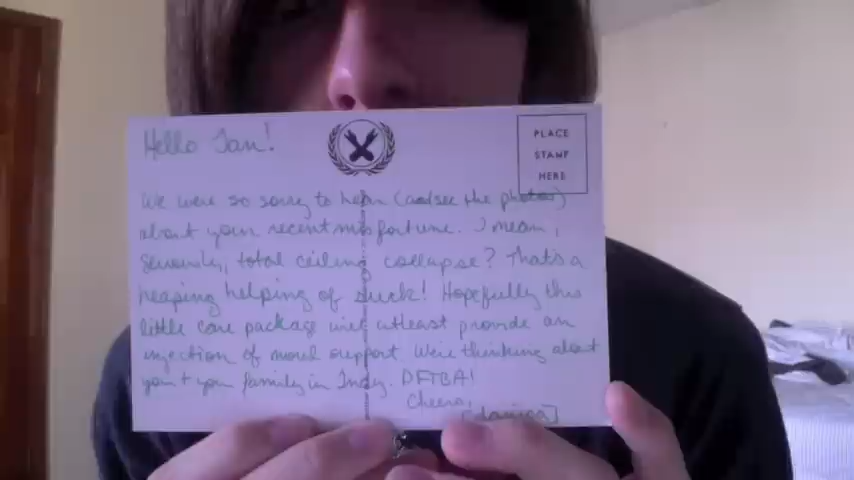 Hello Ian!
PLACE
STAMP
HERE
We were so sorry to hear (and see the photos)
about your recent misfortune. I mean,
seriously, total ceiling collapse? That's a
heaping helping of suck! Hopefully this
little care package will atleast provide an
injection of moral support. We're thinking about
you + your family in Indy. DFTBA!
Cheers,